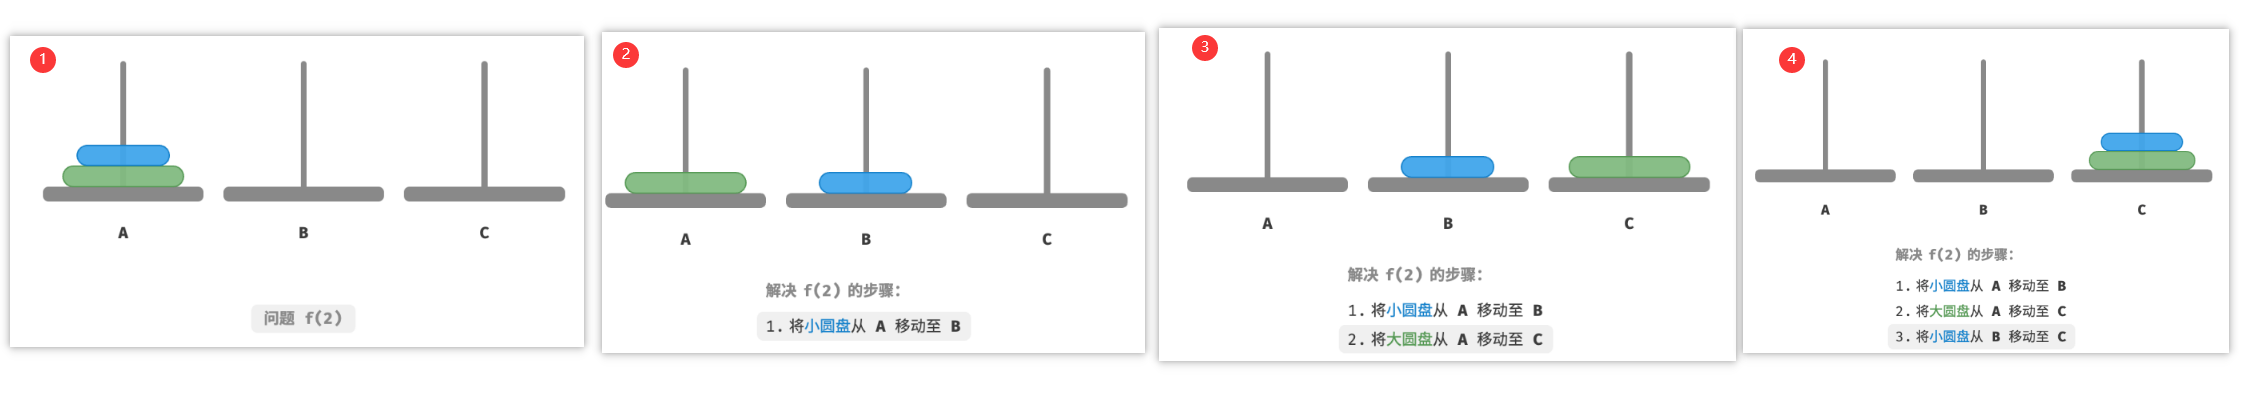 1
A B C
问题 f(2)
2
A B C
解决 f(2) 的步骤:
1. 将小圆盘从 A 移动至 B
3
A B C
解决 f(2) 的步骤:
1. 将小圆盘从 A 移动至 B
2. 将大圆盘从 A 移动至 C
4
A B C
解决 f(2) 的步骤:
1. 将小圆盘从 A 移动至 B
2. 将大圆盘从 A 移动至 C
3. 将小圆盘从 B 移动至 C